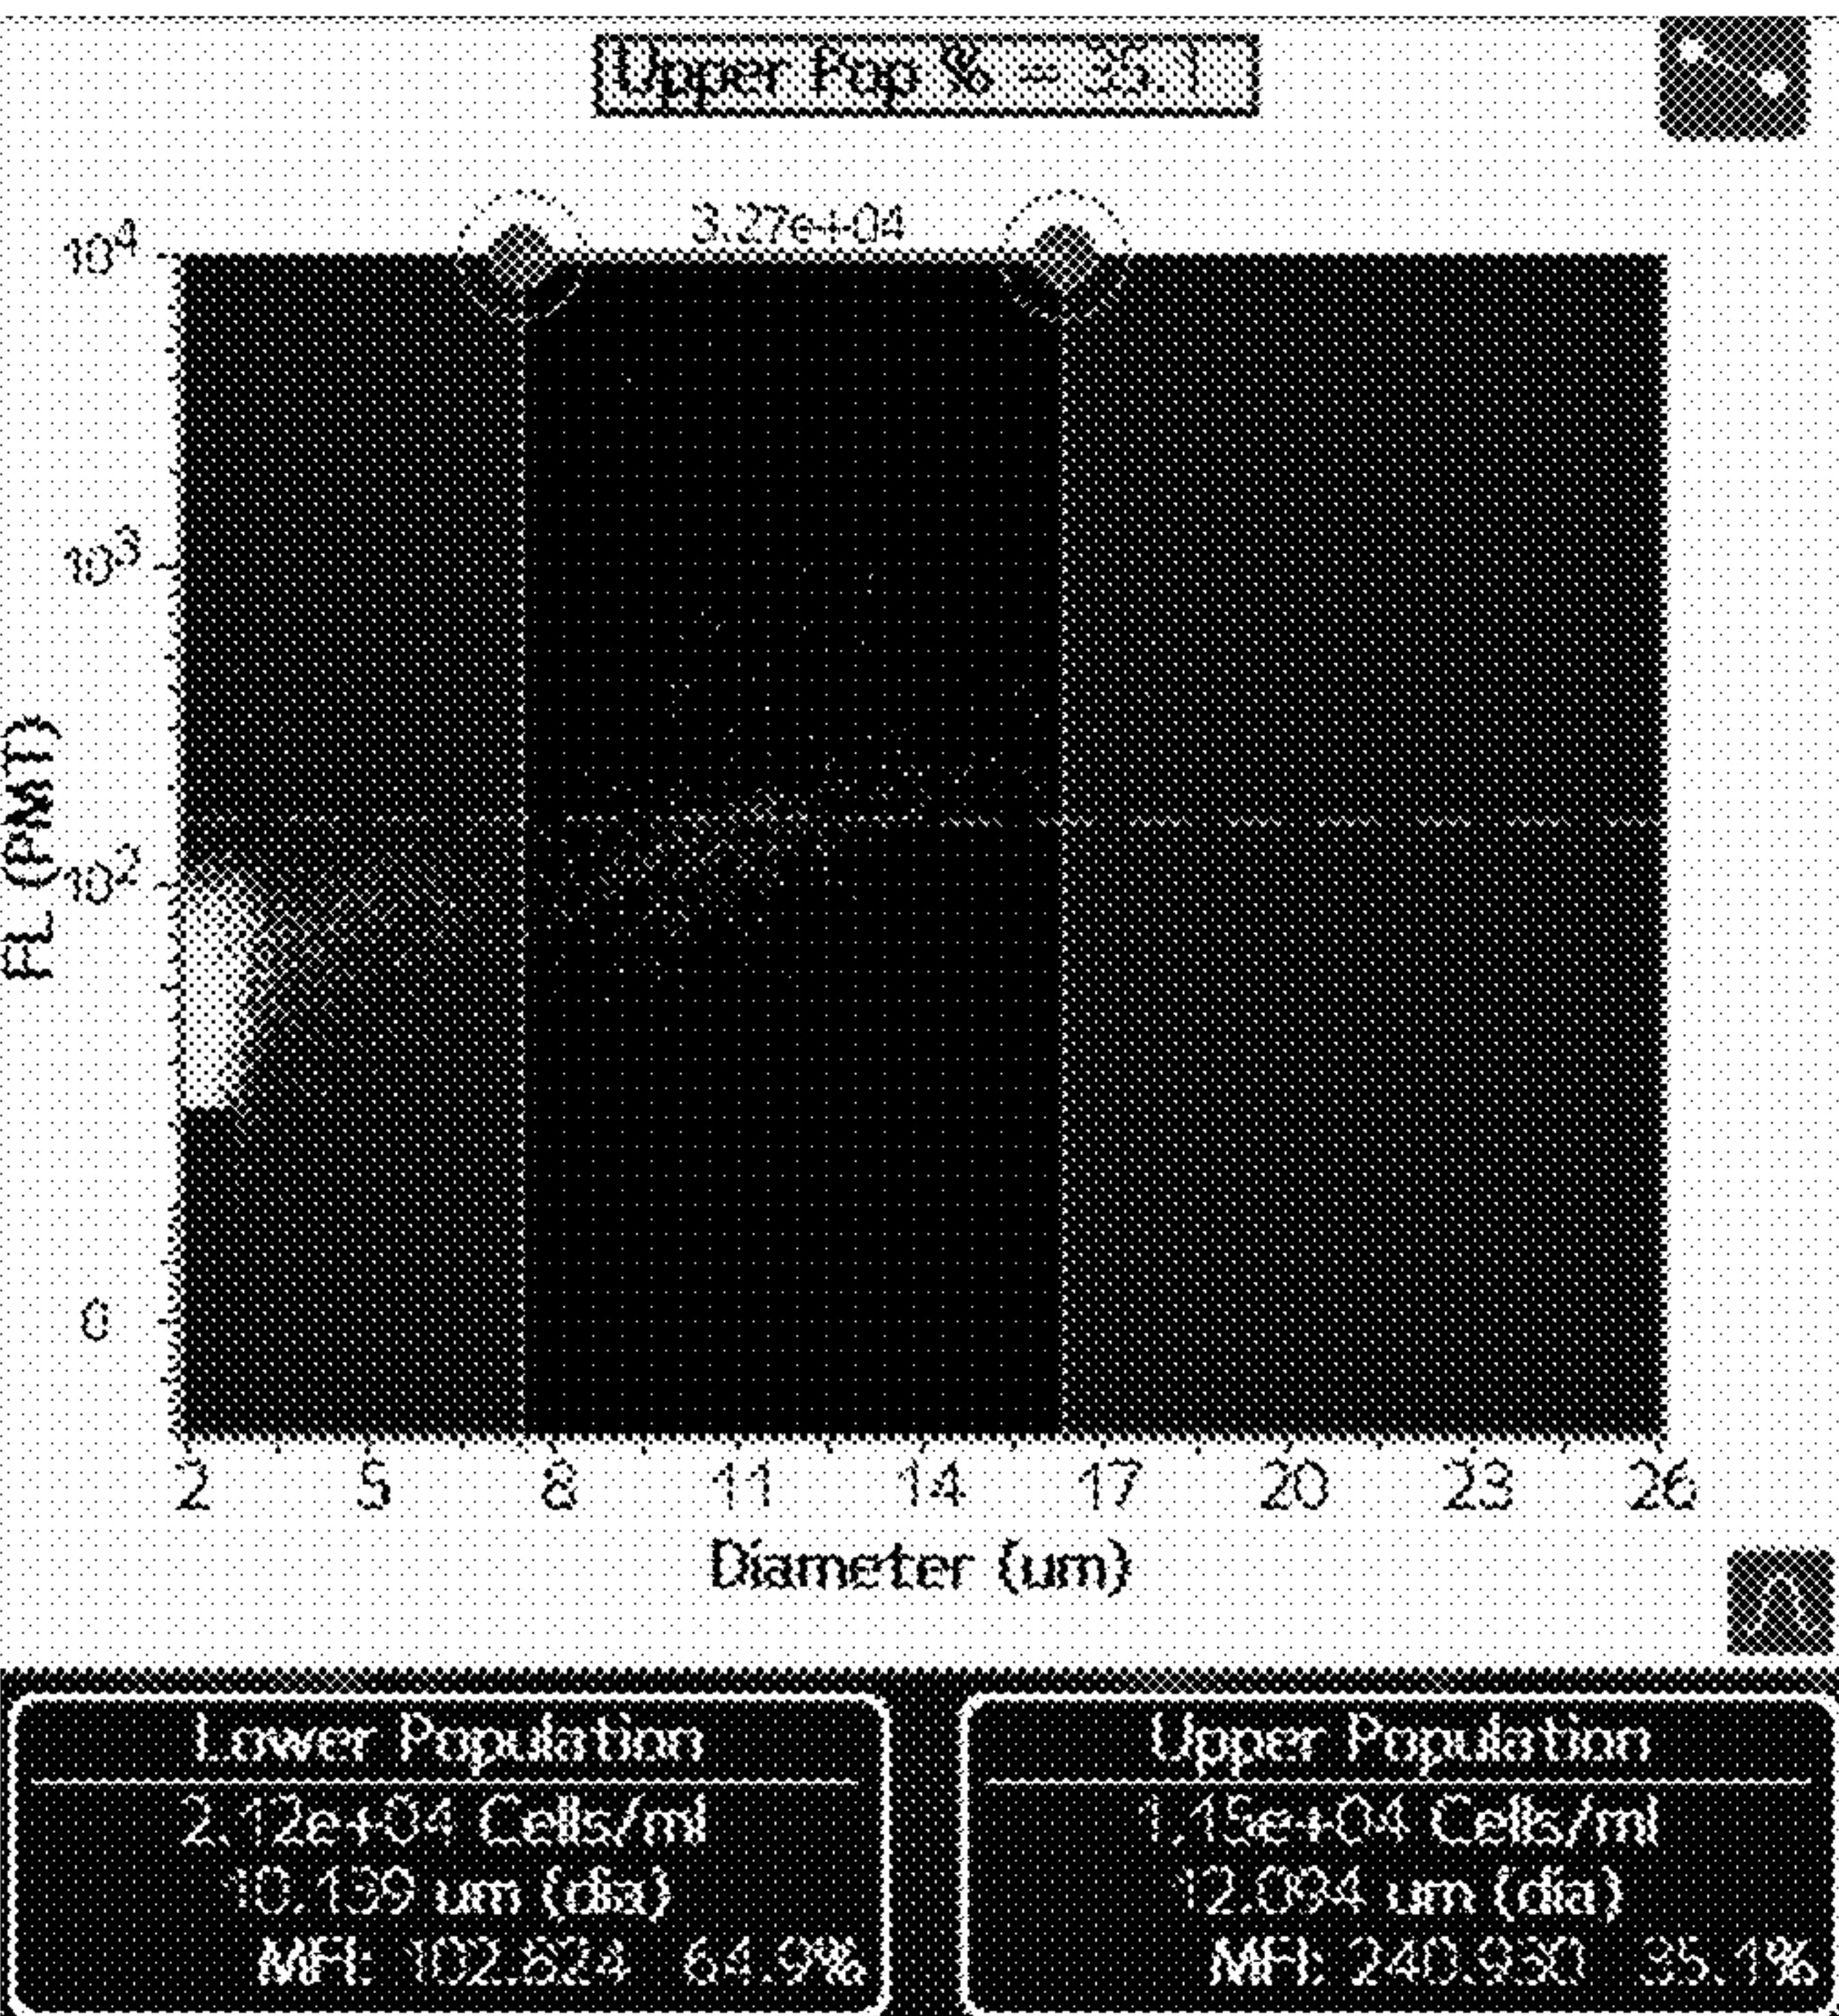 Upper Pop % = 35.1
3.27e+04
10⁴
10³
10²
0
FL (PMT)
2 5 8 11 14 17 20 23 26
Diameter (um)
Lower Population
2.12e+04 Cells/ml
10.139 um (dia)
MFI: 102.624 64.9%
Upper Population
1.15e+04 Cells/ml
12.094 um (dia)
MFI: 240.930 35.1%